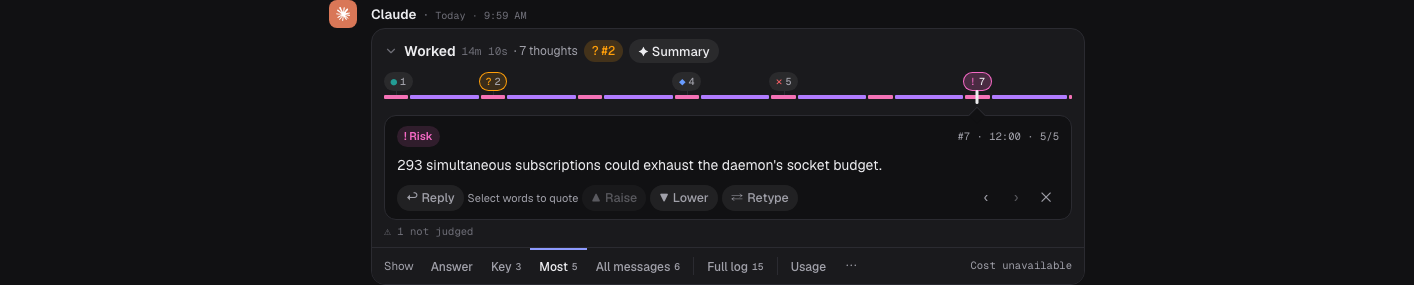 Claude · Today · 9:59 AM
Worked 14m 10s · 7 thoughts ? #2 ✦ Summary
● 1 ? 2 ◆ 4 × 5 ! 7
! Risk #7 · 12:00 · 5/5
293 simultaneous subscriptions could exhaust the daemon's socket budget.
↩ Reply Select words to quote ▲ Raise ▼ Lower ⇄ Retype ‹ › ×
⚠ 1 not judged
Show Answer Key 3 Most 5 All messages 6 Full log 15 Usage ··· Cost unavailable